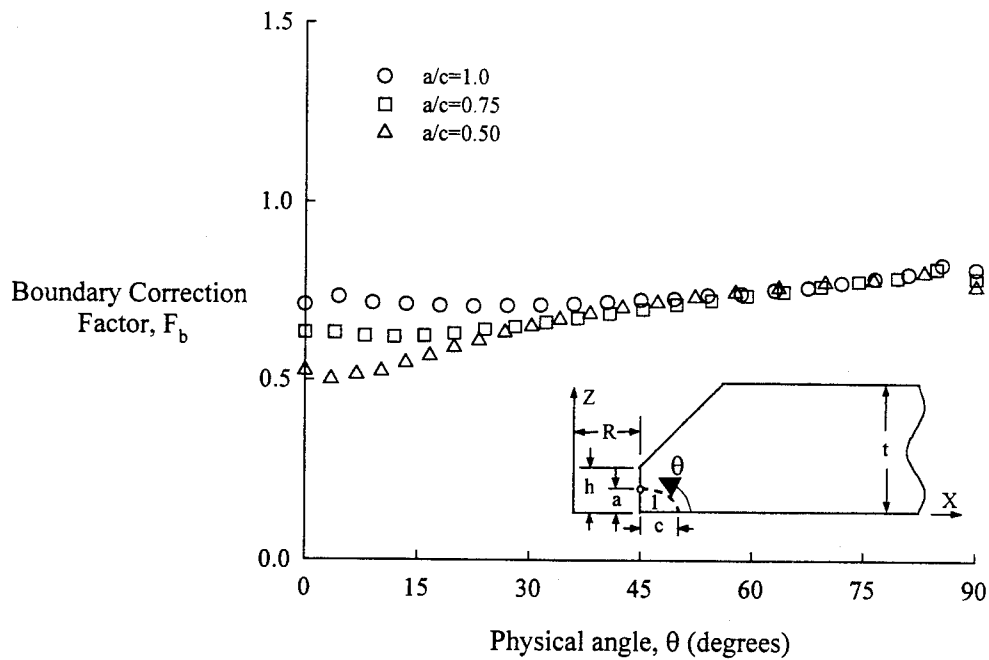 1.5
a/c=1.0
a/c=0.75
a/c=0.50
1.0
Boundary Correction
Factor, F_b
0.5
0.0
Z
R
h
a
θ
1
c
t
X
0
15
30
45
60
75
90
Physical angle, θ (degrees)